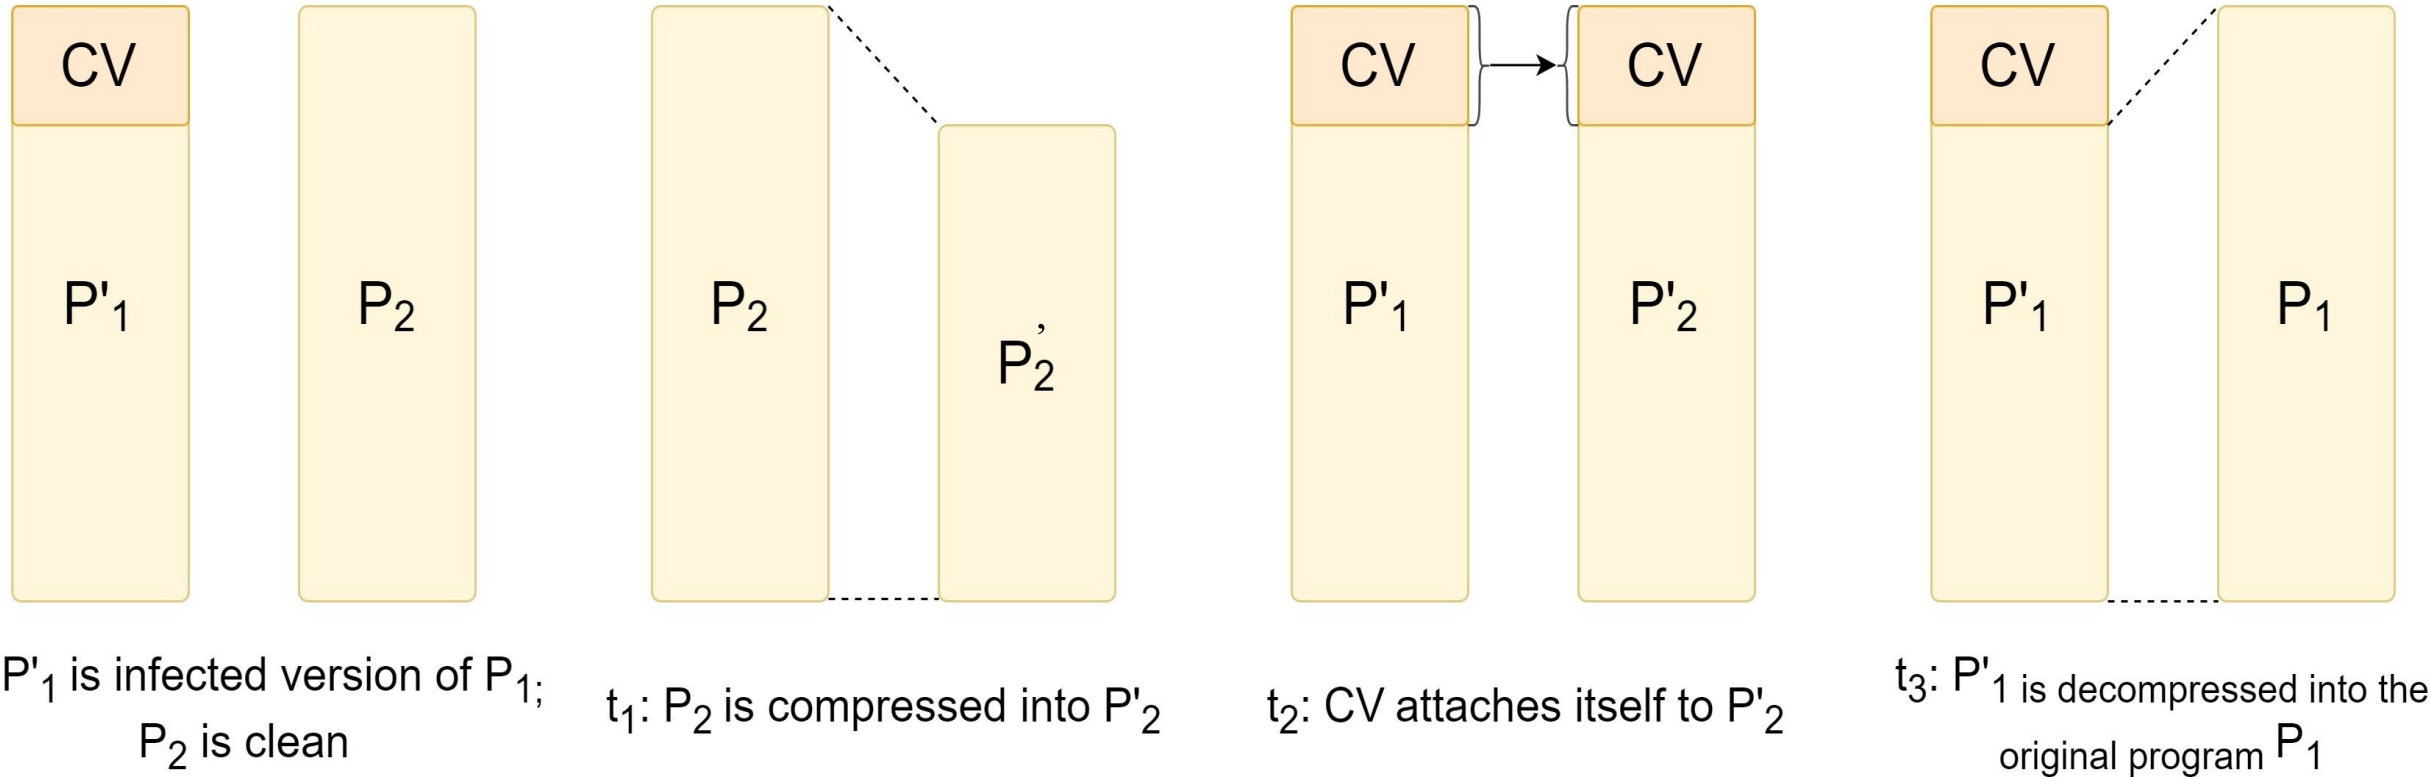 CV
P'1
P2
P'1 is infected version of P1;
P2 is clean
P2
P’2
t1: P2 is compressed into P'2
CV
CV
P'1
P'2
t2: CV attaches itself to P'2
CV
P'1
P1
t3: P'1 is decompressed into the
original program P1